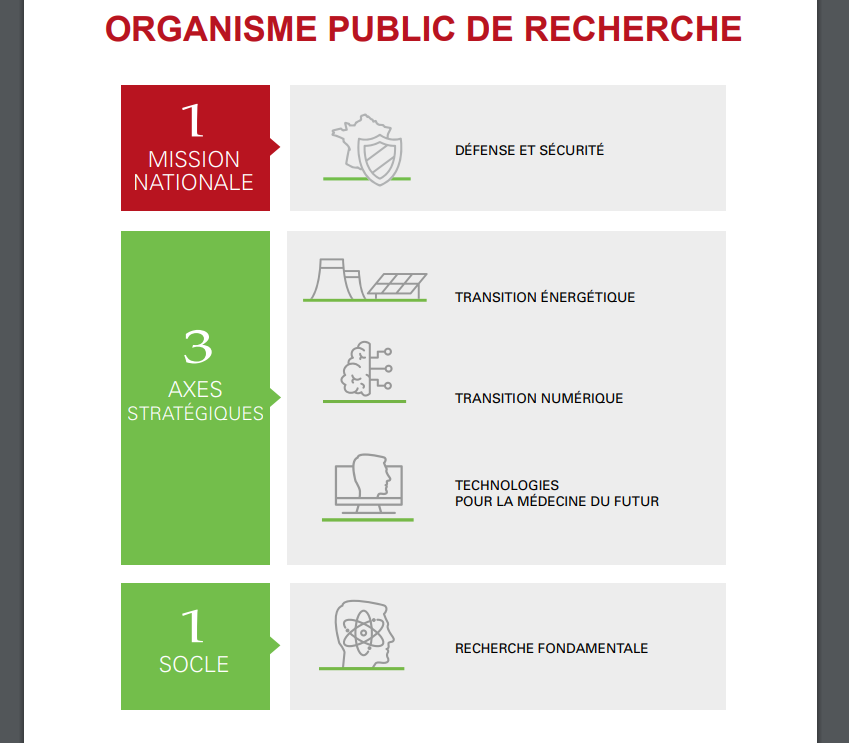 ORGANISME PUBLIC DE RECHERCHE
1
MISSION
NATIONALE
DÉFENSE ET SÉCURITÉ
3
AXES
STRATÉGIQUES
TRANSITION ÉNERGÉTIQUE
TRANSITION NUMÉRIQUE
TECHNOLOGIES
POUR LA MÉDECINE DU FUTUR
1
SOCLE
RECHERCHE FONDAMENTALE